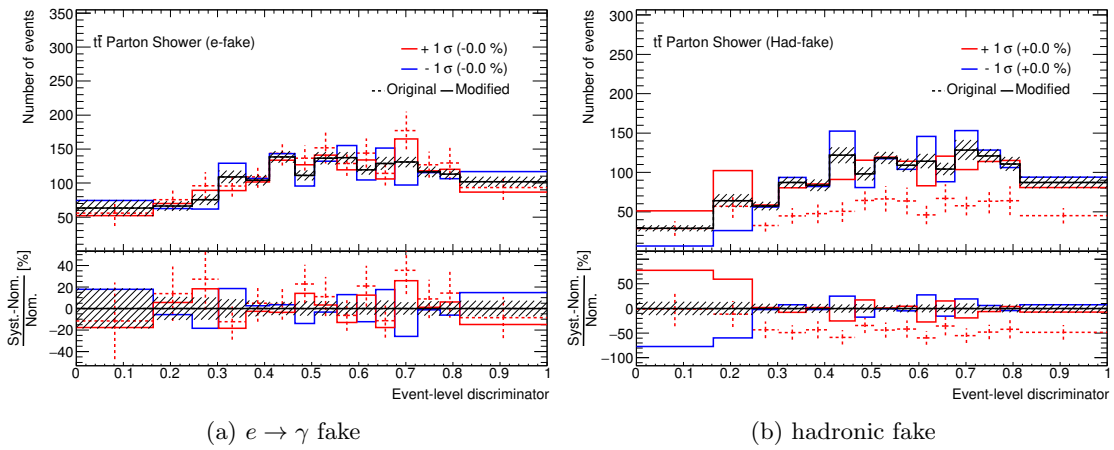 Number of events
350
300
250
200
150
100
50
tt̄ Parton Shower (e-fake)
+ 1 σ (-0.0 %)
- 1 σ (-0.0 %)
Original
Modified
Syst.-Nom.
Nom.
[%]
40
20
0
−20
−40
0 0.1 0.2 0.3 0.4 0.5 0.6 0.7 0.8 0.9 1
Event-level discriminator
(a) e → γ fake
Number of events
300
250
200
150
100
50
tt̄ Parton Shower (Had-fake)
+ 1 σ (+0.0 %)
- 1 σ (+0.0 %)
Original
Modified
Syst.-Nom.
Nom.
[%]
100
50
0
−50
−100
0 0.1 0.2 0.3 0.4 0.5 0.6 0.7 0.8 0.9 1
Event-level discriminator
(b) hadronic fake